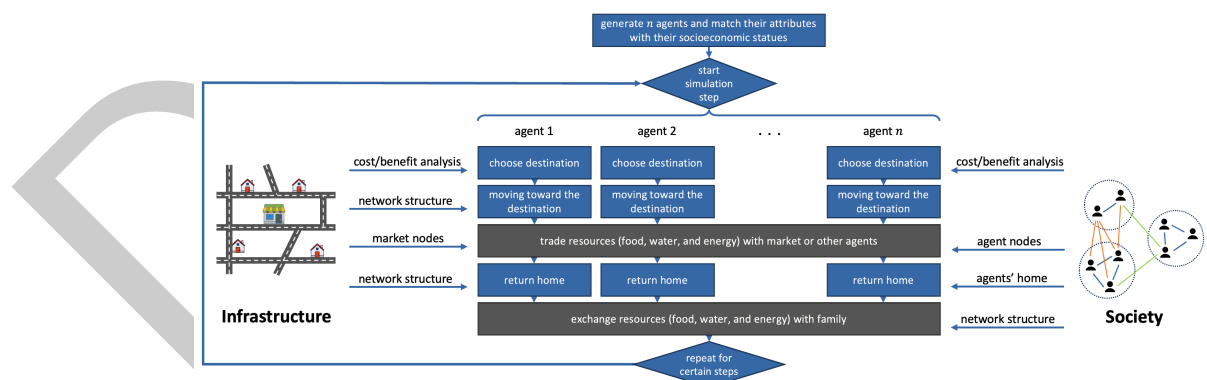 generate n agents and match their attributes
with their socioeconomic statues
start
simulation
step
agent 1
agent 2
. . .
agent n
cost/benefit analysis
choose destination
choose destination
choose destination
cost/benefit analysis
network structure
moving toward the
destination
moving toward the
destination
moving toward the
destination
market nodes
trade resources (food, water, and energy) with market or other agents
agent nodes
network structure
return home
return home
return home
agents' home
Infrastructure
exchange resources (food, water, and energy) with family
network structure
Society
repeat for
certain steps